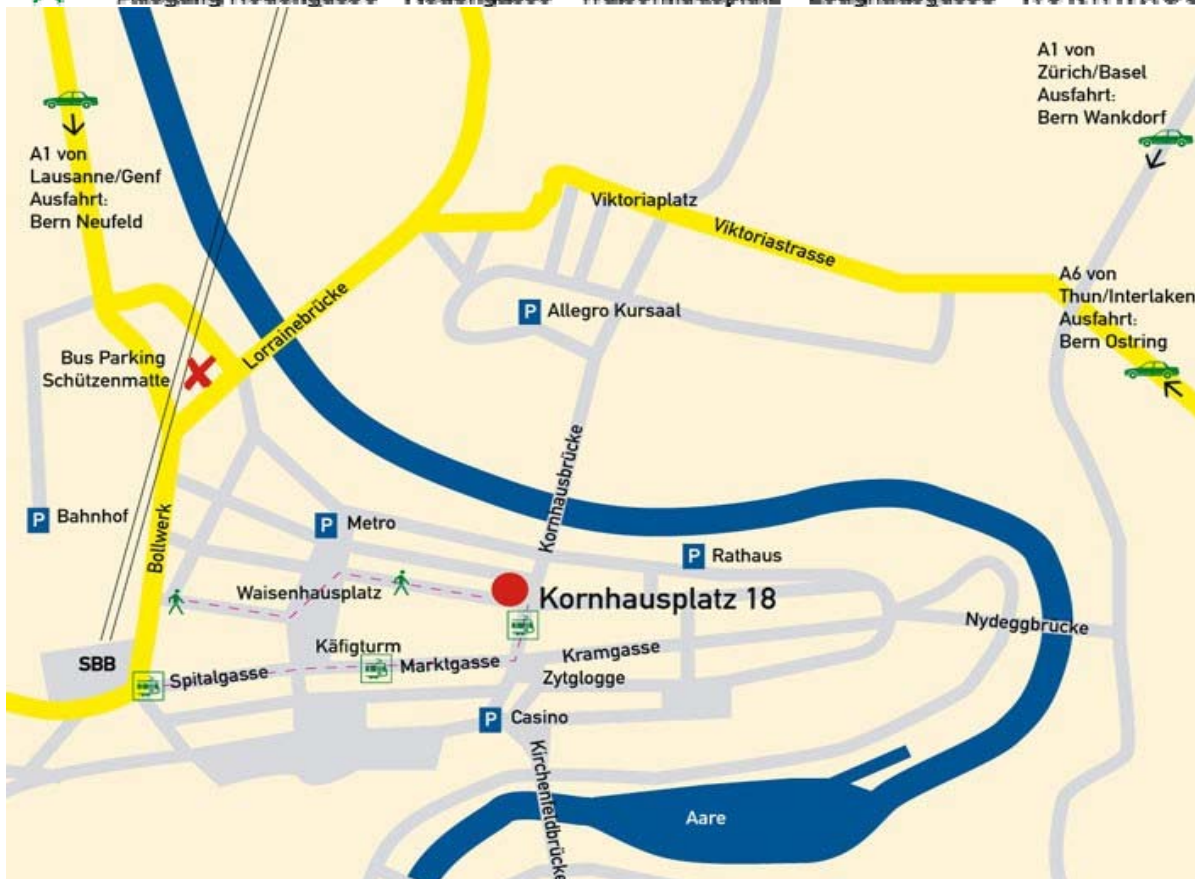 A1 von
Zürich/Basel
Ausfahrt:
Bern Wankdorf
A1 von
Lausanne/Genf
Ausfahrt:
Bern Neufeld
Viktoriaplatz
Viktoriastrasse
A6 von
Thun/Interlaken
Ausfahrt:
Bern Ostring
Lorrainebrücke
P Allegro Kursaal
Bus Parking
Schützenmatte
Kornhausbrücke
P Bahnhof
Bollwerk
P Metro
P Rathaus
Waisenhausplatz
Kornhausplatz 18
Nydeggbrücke
SBB
Käfigturm
Spitalgasse
Marktgasse
Kramgasse
Zytglogge
P Casino
Kirchenfeldbrücke
Aare